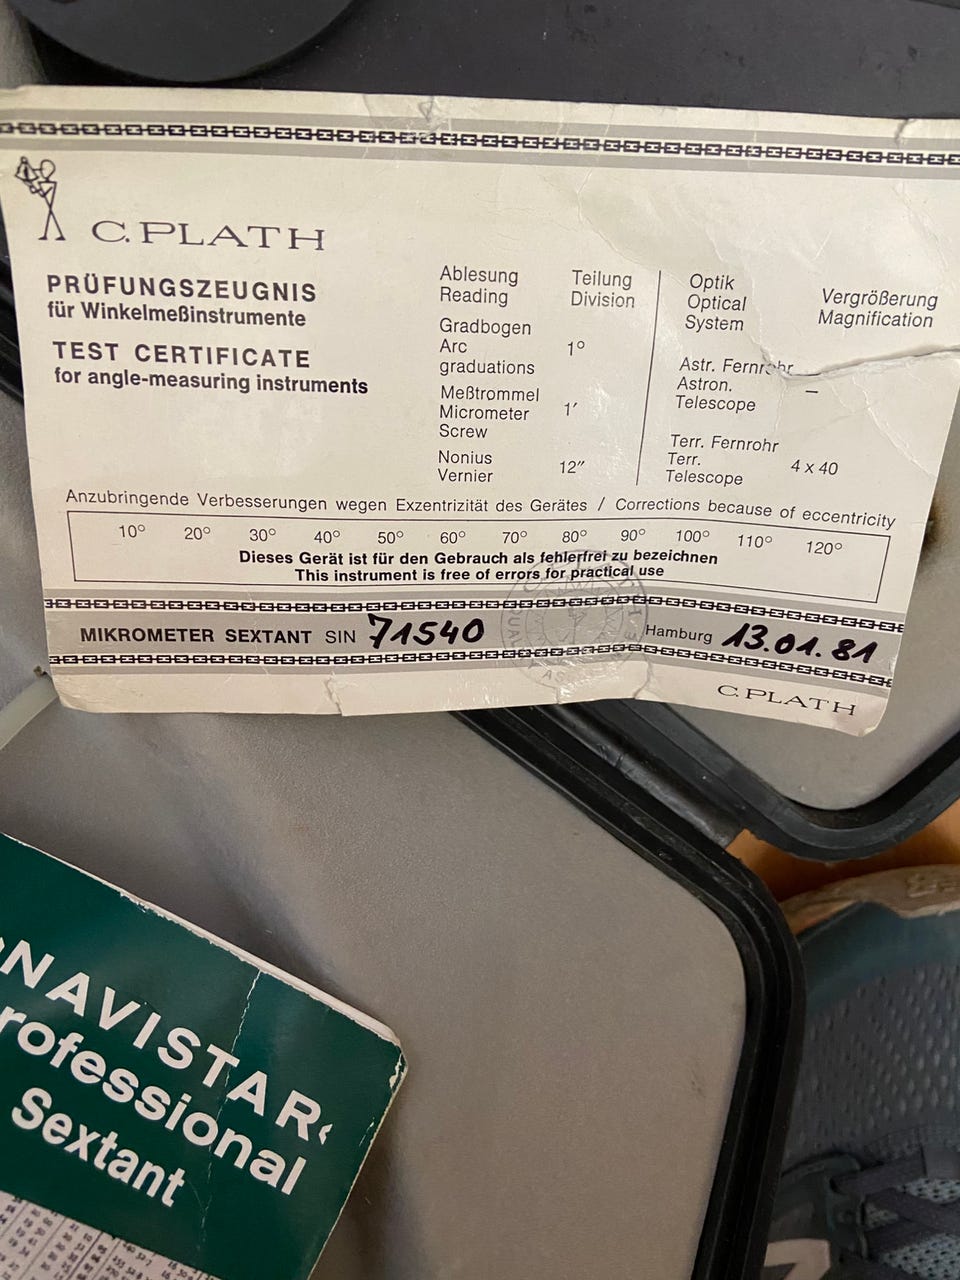 C. PLATH
PRÜFUNGSZEUGNIS
für Winkelmeßinstrumente
TEST CERTIFICATE
for angle-measuring instruments
Ablesung Teilung
Reading Division
Gradbogen
Arc 1°
graduations
Meßtrommel
Micrometer 1′
Screw
Nonius
Vernier 12″
Optik Vergrößerung
Optical Magnification
System
Astr. Fernrohr
Astron. –
Telescope
Terr. Fernrohr
Terr. 4 x 40
Telescope
Anzubringende Verbesserungen wegen Exzentrizität des Gerätes / Corrections because of eccentricity
10° 20° 30° 40° 50° 60° 70° 80° 90° 100° 110° 120°
Dieses Gerät ist für den Gebrauch als fehlerfrei zu bezeichnen
This instrument is free of errors for practical use
MIKROMETER SEXTANT SIN 71540 Hamburg 13.01.81
C. PLATH
›NAVISTAR‹
rofessional
Sextant